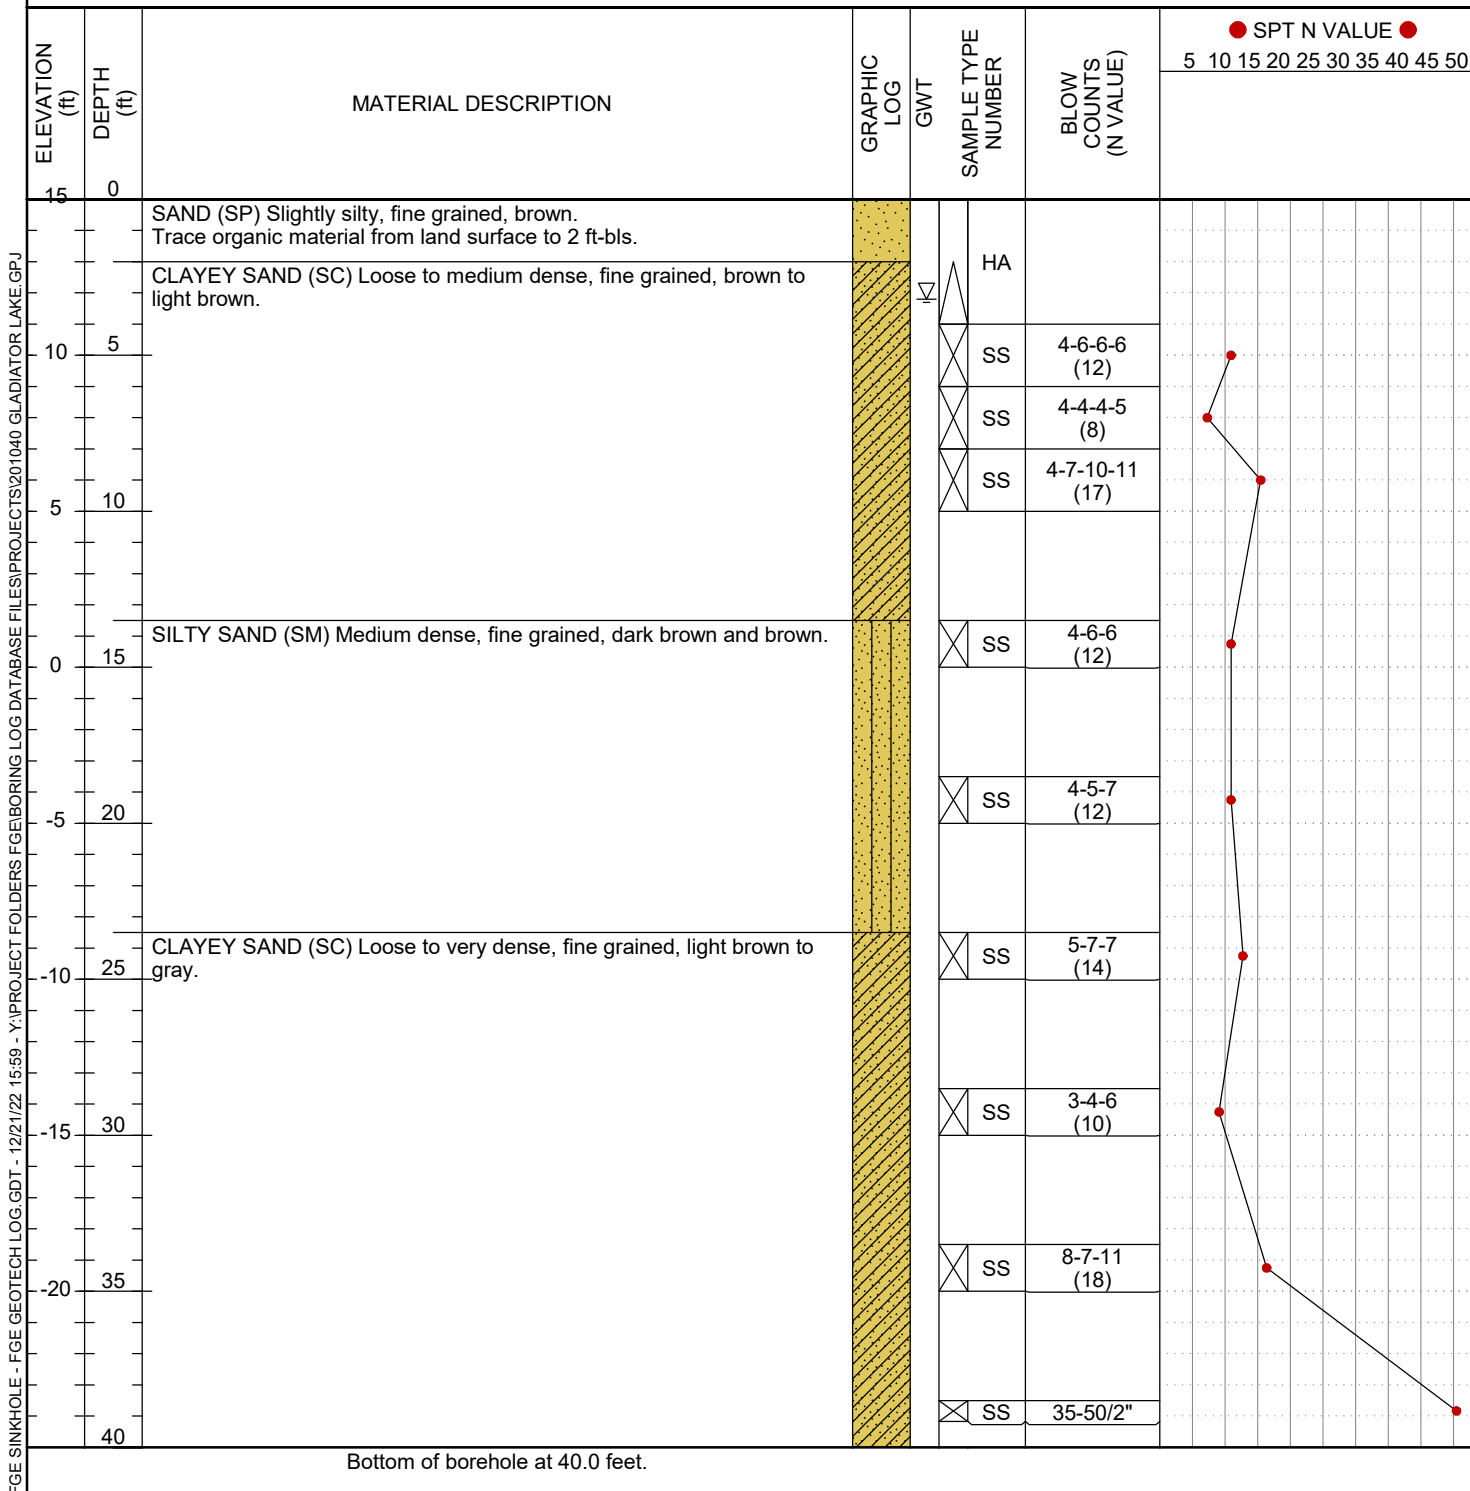 ELEVATION
(ft)
DEPTH
(ft)
MATERIAL DESCRIPTION
GRAPHIC
LOG
GWT
SAMPLE TYPE
NUMBER
BLOW
COUNTS
(N VALUE)
SPT N VALUE
5 10 15 20 25 30 35 40 45 50
15 0
SAND (SP) Slightly silty, fine grained, brown.
Trace organic material from land surface to 2 ft-bls.
HA
CLAYEY SAND (SC) Loose to medium dense, fine grained, brown to
light brown.
10 5
SS
4-6-6-6
(12)
SS
4-4-4-5
(8)
SS
4-7-10-11
(17)
5 10
SILTY SAND (SM) Medium dense, fine grained, dark brown and brown.
SS
4-6-6
(12)
0 15
SS
4-5-7
(12)
-5 20
CLAYEY SAND (SC) Loose to very dense, fine grained, light brown to
gray.
SS
5-7-7
(14)
-10 25
SS
3-4-6
(10)
-15 30
SS
8-7-11
(18)
-20 35
SS
35-50/2"
40
Bottom of borehole at 40.0 feet.
FGE SINKHOLE - FGE GEOTECH LOG.GDT - 12/21/22 15:59 - Y:\PROJECT FOLDERS FGE\BORING LOG DATABASE FILES\PROJECTS\201040 GLADIATOR LAKE.GPJ